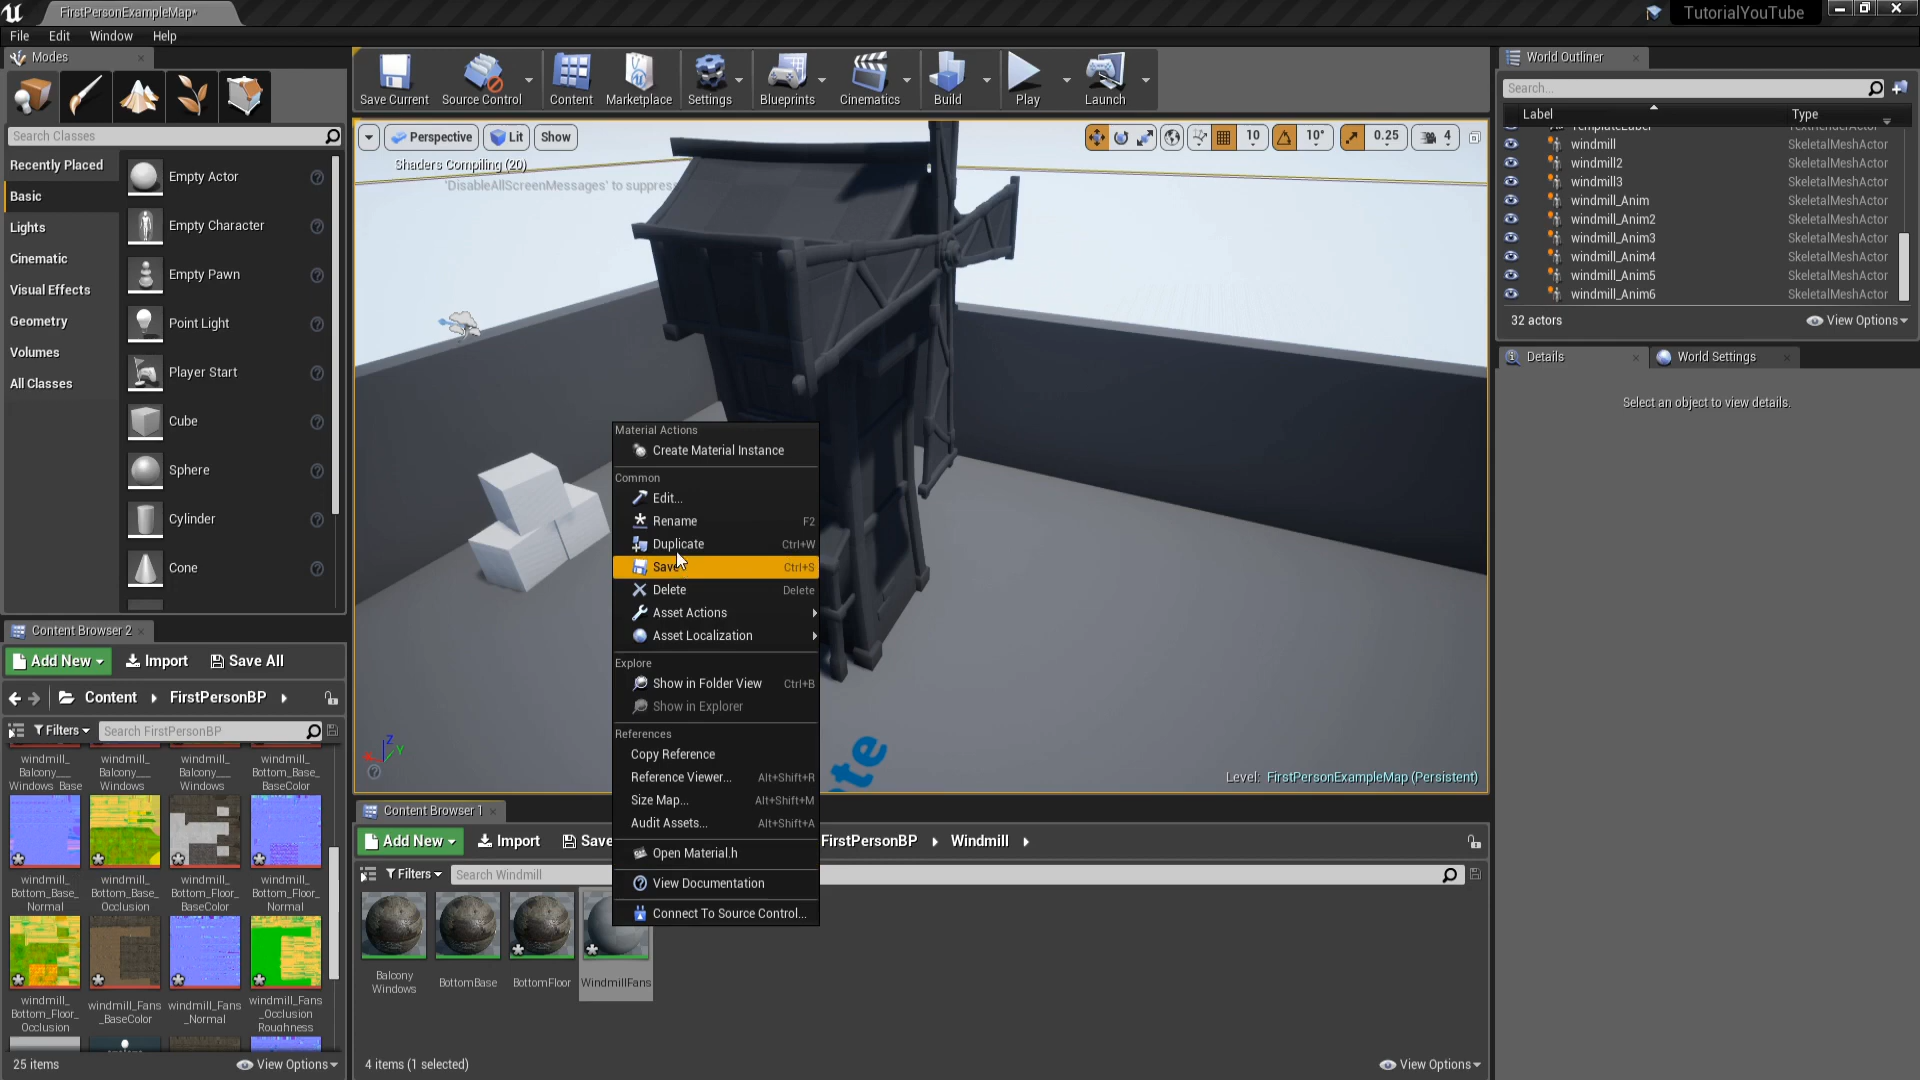 FirstPersonExampleMap*
TutorialYouTube
File Edit Window Help
Modes
Search Classes
Recently Placed
Basic
Lights
Cinematic
Visual Effects
Geometry
Volumes
All Classes
Empty Actor
Empty Character
Empty Pawn
Point Light
Player Start
Cube
Sphere
Cylinder
Cone
Save Current
Source Control
Content
Marketplace
Settings
Blueprints
Cinematics
Build
Play
Launch
Perspective Lit Show
10 10° 0.25 4
Shaders Compiling (20)
'DisableAllScreenMessages' to suppress
Level: FirstPersonExampleMap (Persistent)
Material Actions
Create Material Instance
Common
Edit...
Rename F2
Duplicate Ctrl+W
Save Ctrl+S
Delete Delete
Asset Actions
Asset Localization
Explore
Show in Folder View Ctrl+B
Show in Explorer
References
Copy Reference
Reference Viewer... Alt+Shift+R
Size Map... Alt+Shift+M
Audit Assets... Alt+Shift+A
Open Material.h
View Documentation
Connect To Source Control...
World Outliner
Search...
Label Type
TemplateLabel TextRenderActor
windmill SkeletalMeshActor
windmill2 SkeletalMeshActor
windmill3 SkeletalMeshActor
windmill_Anim SkeletalMeshActor
windmill_Anim2 SkeletalMeshActor
windmill_Anim3 SkeletalMeshActor
windmill_Anim4 SkeletalMeshActor
windmill_Anim5 SkeletalMeshActor
windmill_Anim6 SkeletalMeshActor
32 actors
View Options
Details
World Settings
Select an object to view details.
Content Browser 2
Add New Import Save All
Content FirstPersonBP
Filters Search FirstPersonBP
windmill_
Balcony___
Windows_Base
windmill_
Balcony___
Windows
windmill_
Balcony___
Windows
windmill_
Bottom_Base_
BaseColor
windmill_
Bottom_Base_
Normal
windmill_
Bottom_Base_
Occlusion
windmill_
Bottom_Floor_
BaseColor
windmill_
Bottom_Floor_
Normal
windmill_
Bottom_Floor_
Occlusion
windmill_Fans
_BaseColor
windmill_Fans
_Normal
windmill_Fans
_Occlusion
Roughness
25 items
View Options
Content Browser 1
Add New Import Save
FirstPersonBP Windmill
Filters Search Windmill
Balcony
Windows
BottomBase
BottomFloor
WindmillFans
4 items (1 selected)
View Options